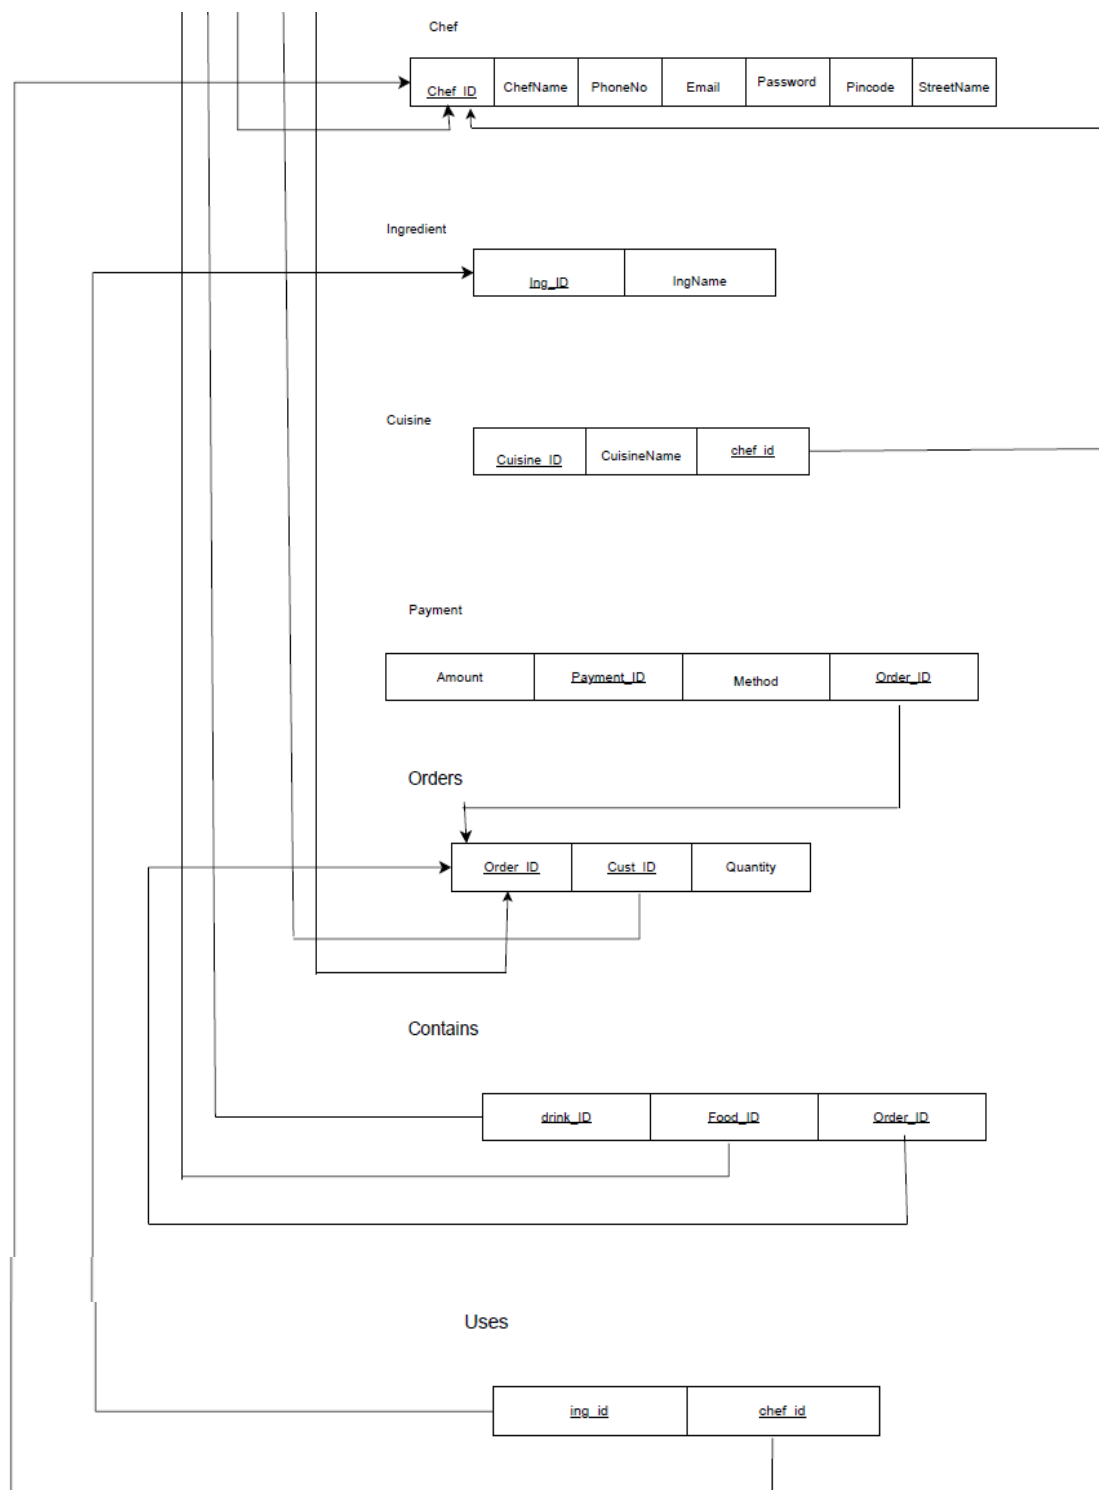 Chef
Chef_ID ChefName PhoneNo Email Password Pincode StreetName
Ingredient
Ing_ID IngName
Cuisine
Cuisine_ID CuisineName chef_id
Payment
Amount Payment_ID Method Order_ID
Orders
Order_ID Cust_ID Quantity
Contains
drink_ID Food_ID Order_ID
Uses
ing_id chef_id